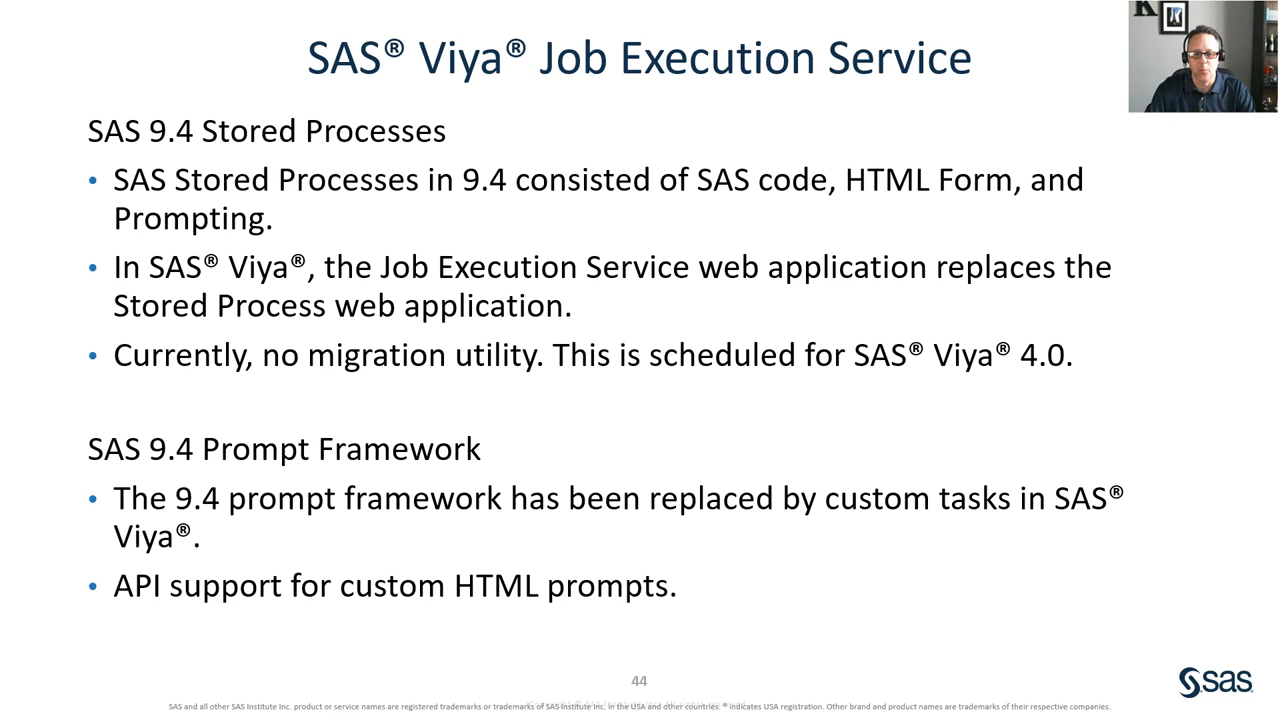 SAS® Viya® Job Execution Service
SAS 9.4 Stored Processes
• SAS Stored Processes in 9.4 consisted of SAS code, HTML Form, and
Prompting.
• In SAS® Viya®, the Job Execution Service web application replaces the
Stored Process web application.
• Currently, no migration utility. This is scheduled for SAS® Viya® 4.0.
SAS 9.4 Prompt Framework
• The 9.4 prompt framework has been replaced by custom tasks in SAS®
Viya®.
• API support for custom HTML prompts.
44
sas
SAS and all other SAS Institute Inc. product or service names are registered trademarks or trademarks of SAS Institute Inc. in the USA and other countries. ® indicates USA registration. Other brand and product names are trademarks of their respective companies.